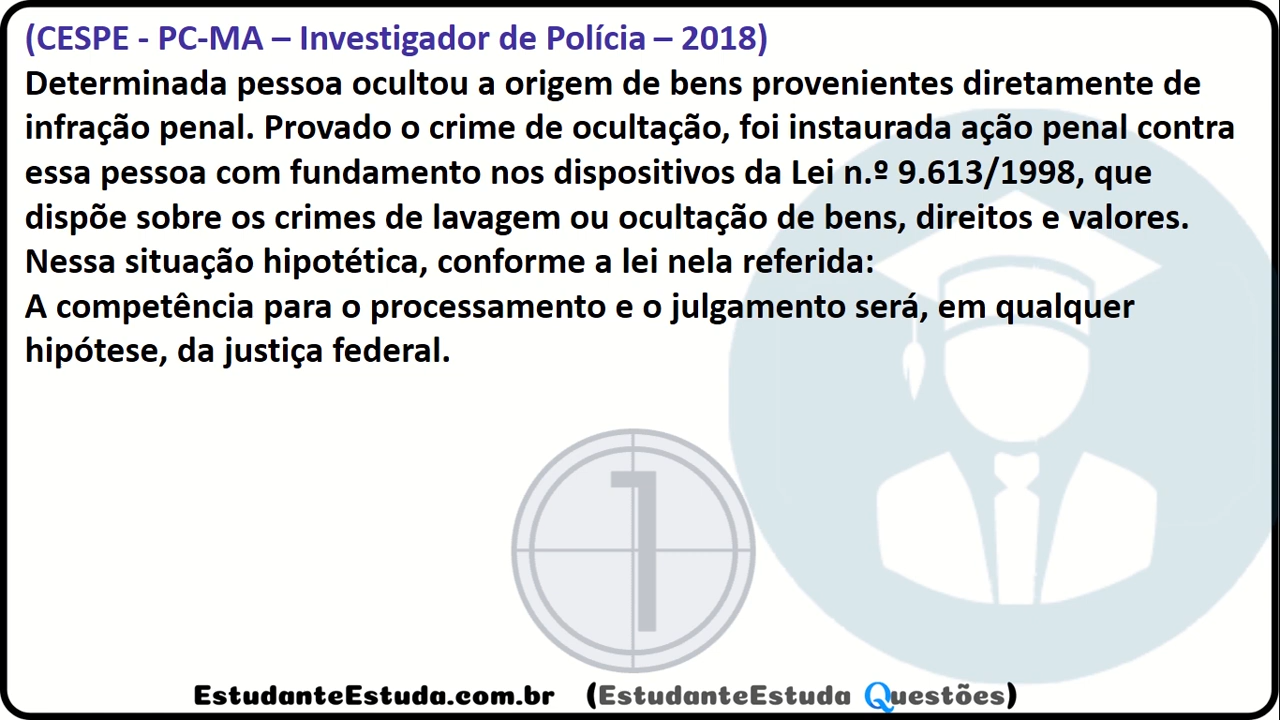 (CESPE - PC-MA – Investigador de Polícia – 2018)
Determinada pessoa ocultou a origem de bens provenientes diretamente de
infração penal. Provado o crime de ocultação, foi instaurada ação penal contra
essa pessoa com fundamento nos dispositivos da Lei n.º 9.613/1998, que
dispõe sobre os crimes de lavagem ou ocultação de bens, direitos e valores.
Nessa situação hipotética, conforme a lei nela referida:
A competência para o processamento e o julgamento será, em qualquer
hipótese, da justiça federal.
1
EstudanteEstuda.com.br (EstudanteEstuda Questões)